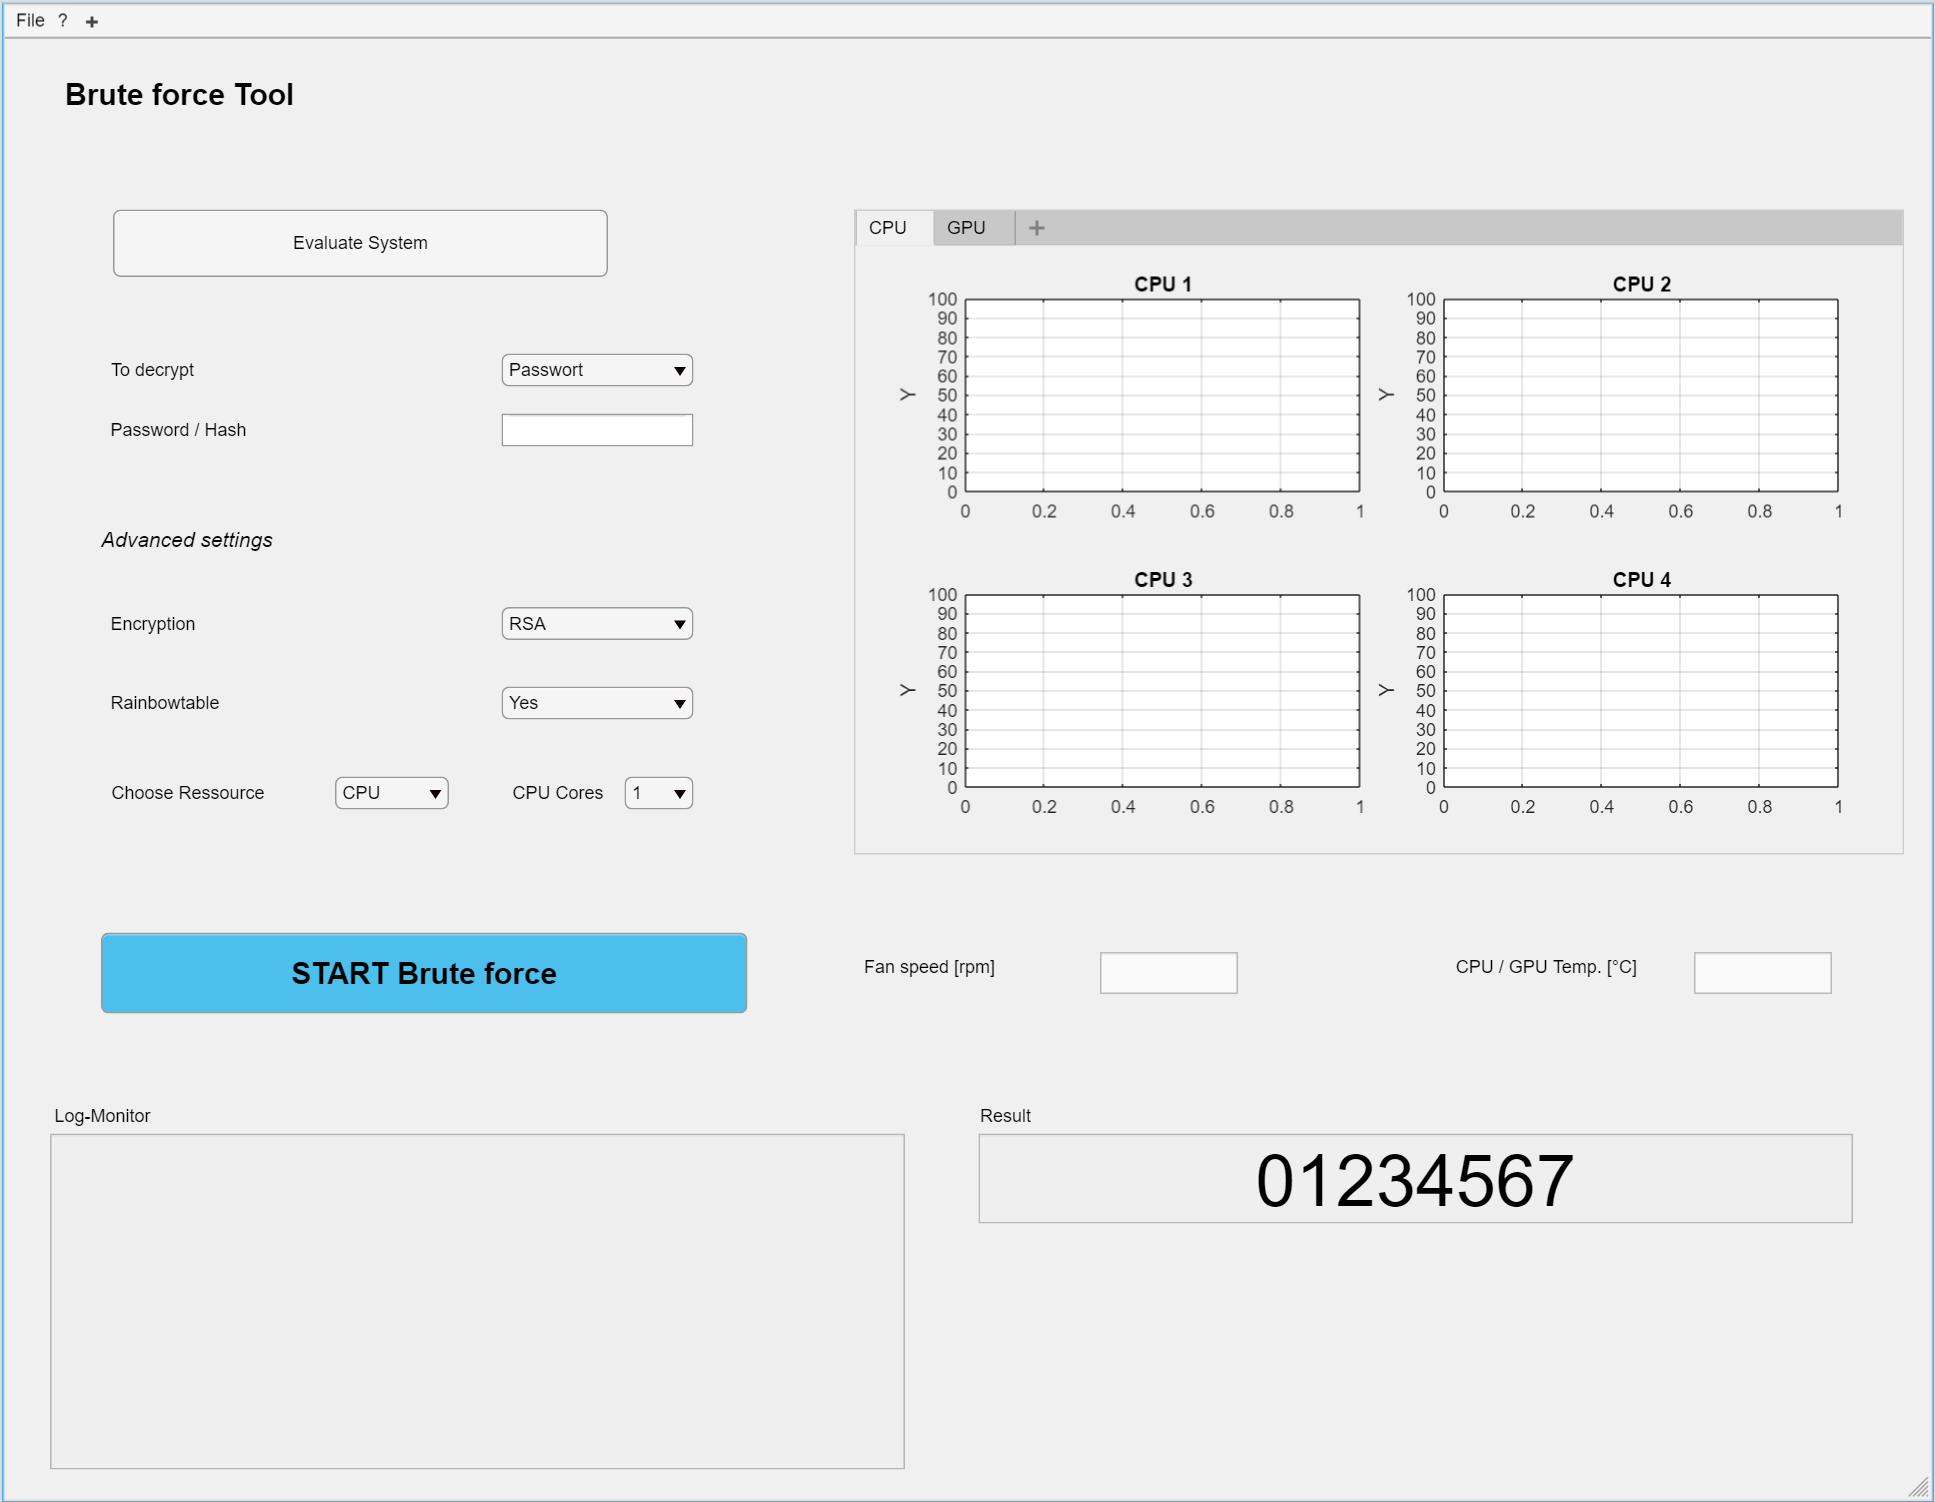 File ? +
Brute force Tool
Evaluate System
To decrypt Passwort
Password / Hash
Advanced settings
Encryption RSA
Rainbowtable Yes
Choose Ressource CPU CPU Cores 1
START Brute force
CPU GPU +
CPU 1
100
90
80
70
60
50
40
30
20
10
0
Y
0 0.2 0.4 0.6 0.8 1
CPU 2
100
90
80
70
60
50
40
30
20
10
0
Y
0 0.2 0.4 0.6 0.8 1
CPU 3
100
90
80
70
60
50
40
30
20
10
0
Y
0 0.2 0.4 0.6 0.8 1
CPU 4
100
90
80
70
60
50
40
30
20
10
0
Y
0 0.2 0.4 0.6 0.8 1
Fan speed [rpm] CPU / GPU Temp. [°C]
Log-Monitor
Result
01234567